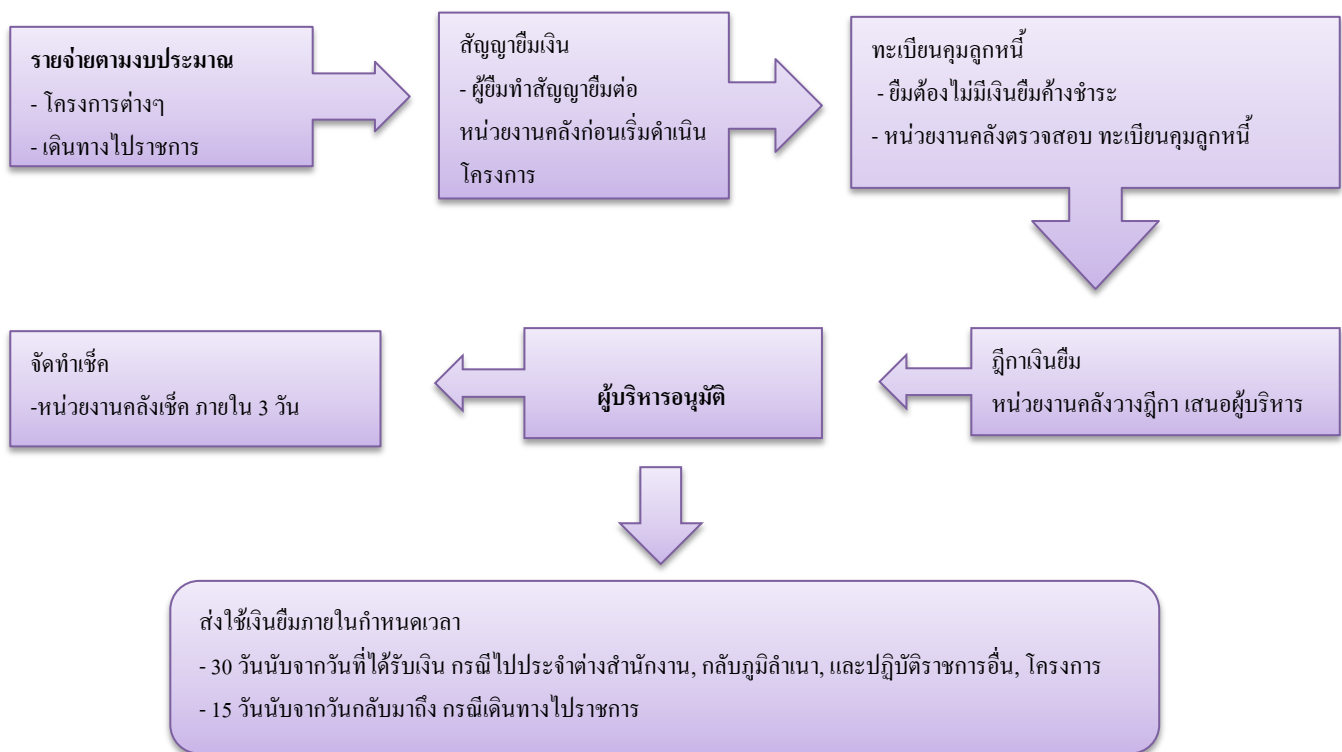 รายจ่ายตามงบประมาณ
- โครงการต่างๆ
- เดินทางไปราชการ
สัญญายืมเงิน
- ผู้ยืมทำสัญญายืมต่อ
หน่วยงานคลังก่อนเริ่มดำเนิน
โครงการ
ทะเบียนคุมลูกหนี้
- ยืมต้องไม่มีเงินยืมค้างชำระ
- หน่วยงานคลังตรวจสอบ ทะเบียนคุมลูกหนี้
ฎีกาเงินยืม
หน่วยงานคลังวางฎีกา เสนอผู้บริหาร
ผู้บริหารอนุมัติ
จัดทำเช็ค
-หน่วยงานคลังเช็ค ภายใน 3 วัน
ส่งใช้เงินยืมภายในกำหนดเวลา
- 30 วันนับจากวันที่ได้รับเงิน กรณีไปประจำต่างสำนักงาน, กลับภูมิลำเนา, และปฏิบัติราชการอื่น, โครงการ
- 15 วันนับจากวันกลับมาถึง กรณีเดินทางไปราชการ